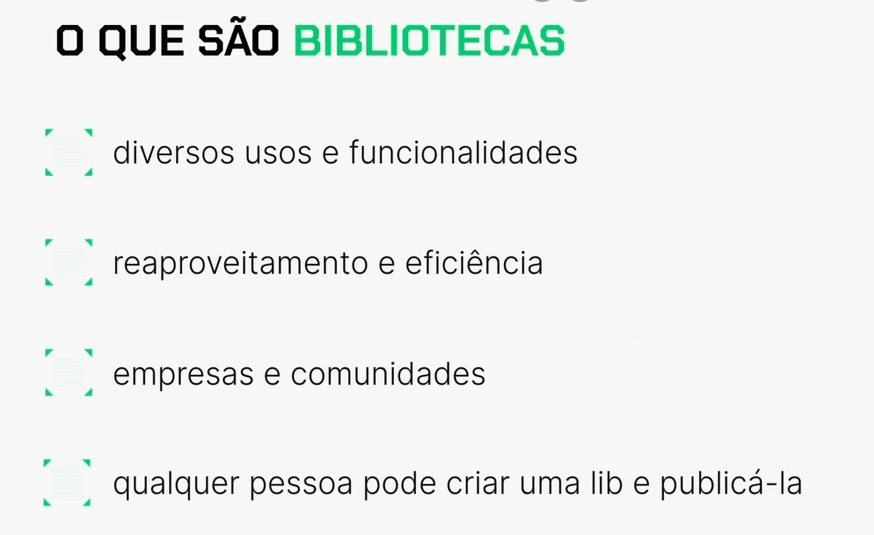 O QUE SÃO BIBLIOTECAS
diversos usos e funcionalidades
reaproveitamento e eficiência
empresas e comunidades
qualquer pessoa pode criar uma lib e publicá-la